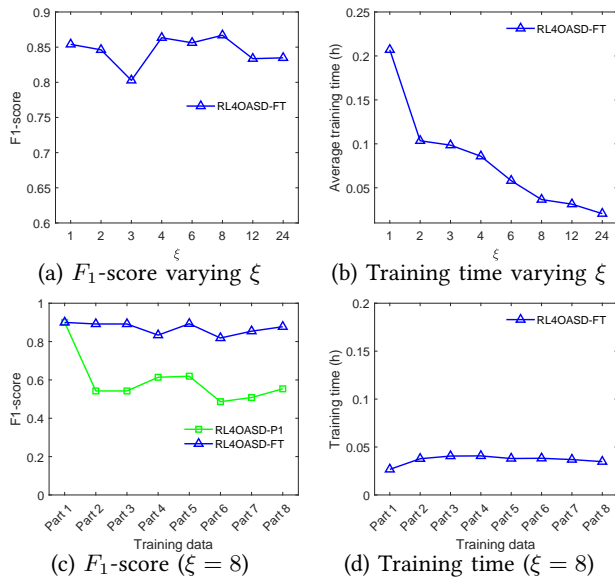 0.9
0.85
0.8
0.75
0.7
0.65
0.6
F1-score
RL4OASD-FT
1 2 3 4 6 8 12 24
ξ
(a) F1-score varying ξ
0.25
0.2
0.15
0.1
0.05
Average training time (h)
RL4OASD-FT
1 2 3 4 6 8 12 24
ξ
(b) Training time varying ξ
1
0.8
0.6
0.4
0.2
0
F1-score
RL4OASD-P1
RL4OASD-FT
Part 1 Part 2 Part 3 Part 4 Part 5 Part 6 Part 7 Part 8
Training data
(c) F1-score (ξ = 8)
0.2
0.15
0.1
0.05
0
Training time (h)
RL4OASD-FT
Part 1 Part 2 Part 3 Part 4 Part 5 Part 6 Part 7 Part 8
Training data
(d) Training time (ξ = 8)